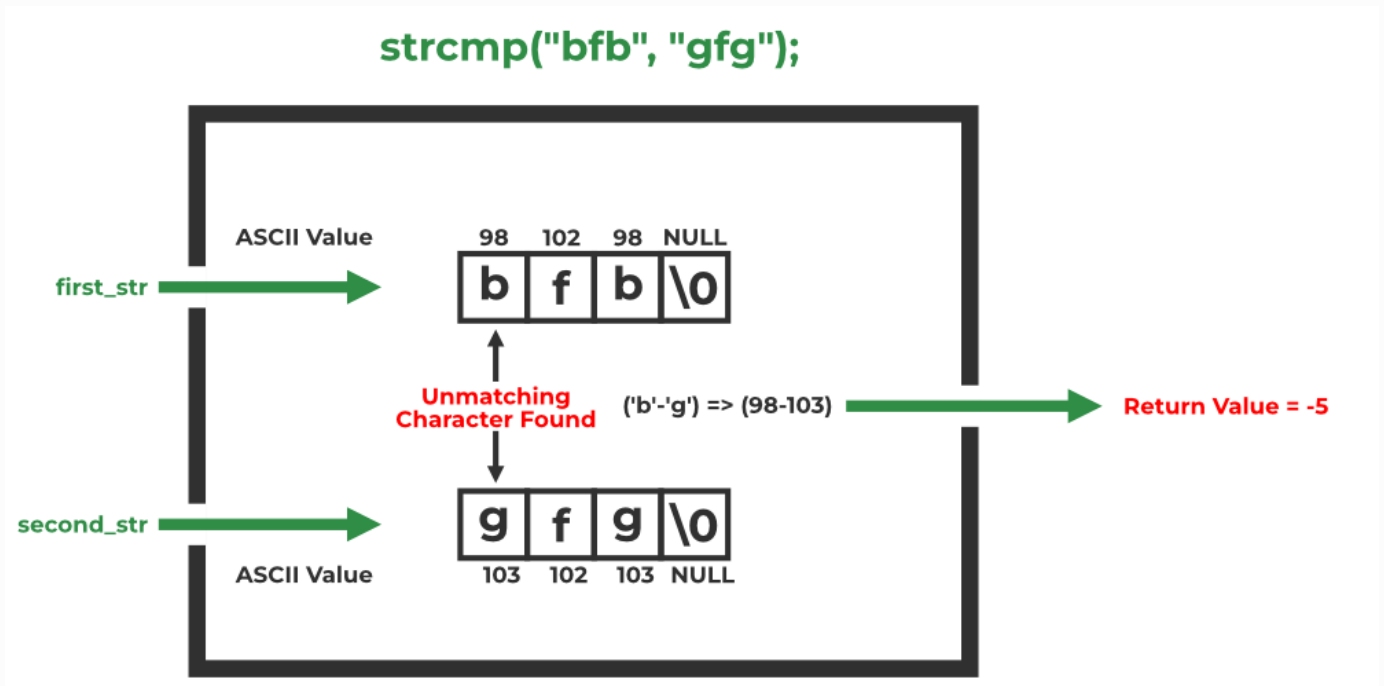 strcmp("bfb", "gfg");
ASCII Value
98 102 98 NULL
first_str
b f b \0
Unmatching
Character Found
('b'-'g') => (98-103)
Return Value = -5
second_str
g f g \0
ASCII Value
103 102 103 NULL